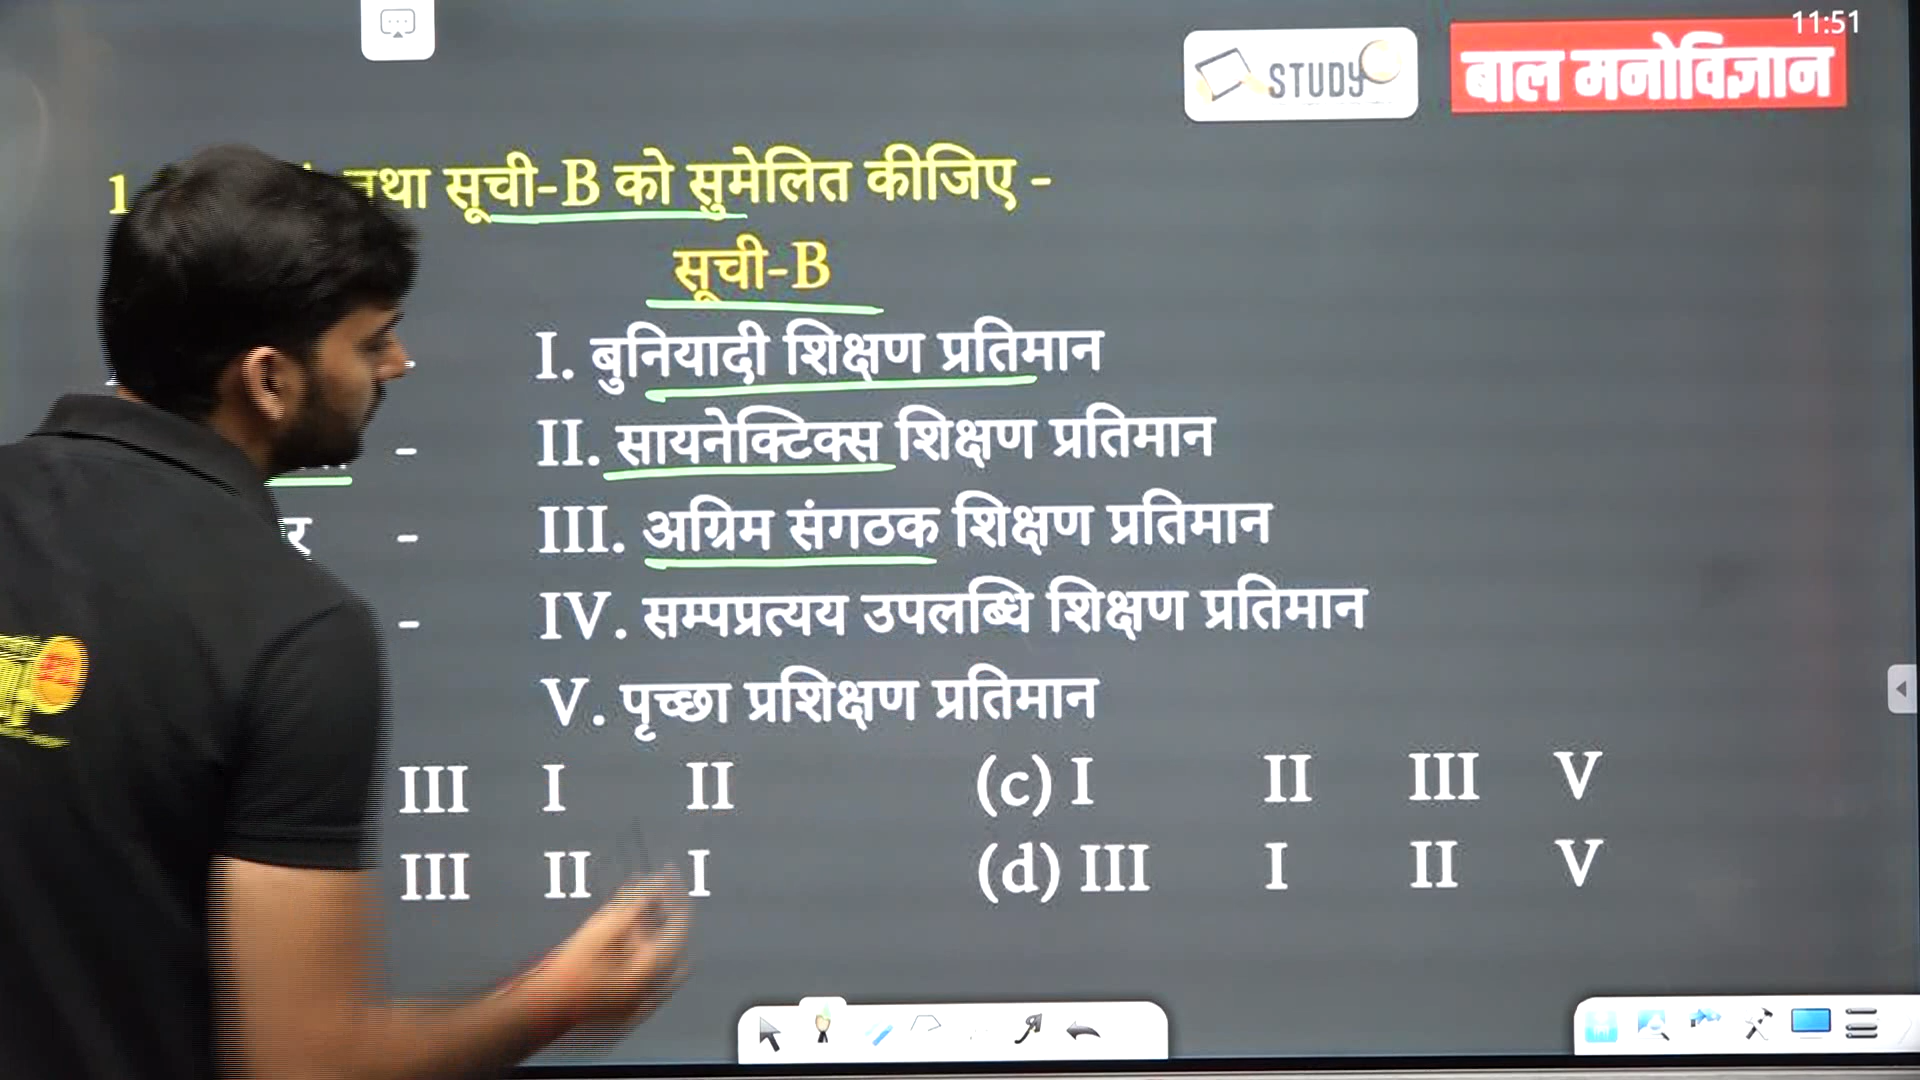 11:51
STUDY
बाल मनोविज्ञान
1 तथा सूची-B को सुमेलित कीजिए -
सूची-B
- I. बुनियादी शिक्षण प्रतिमान
- II. सायनेक्टिक्स शिक्षण प्रतिमान
र - III. अग्रिम संगठक शिक्षण प्रतिमान
- IV. सम्पप्रत्यय उपलब्धि शिक्षण प्रतिमान
V. पृच्छा प्रशिक्षण प्रतिमान
III I II (c) I II III V
III II I (d) III I II V